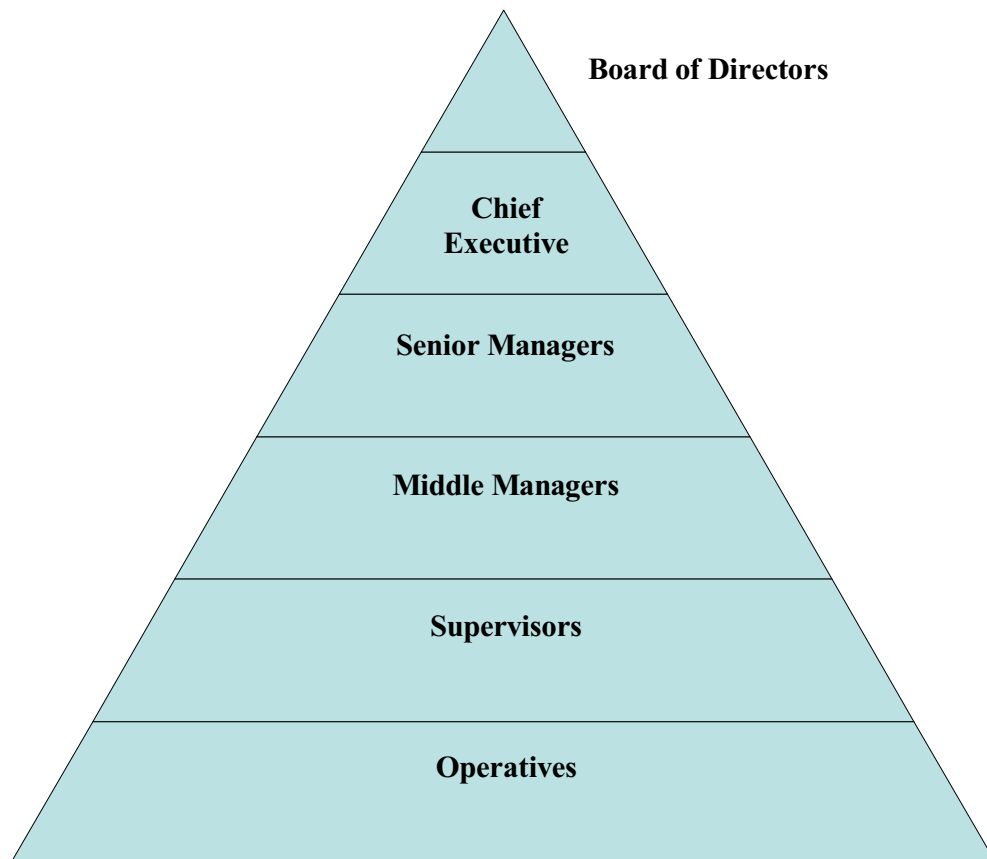 Board of Directors
Chief
Executive
Senior Managers
Middle Managers
Supervisors
Operatives